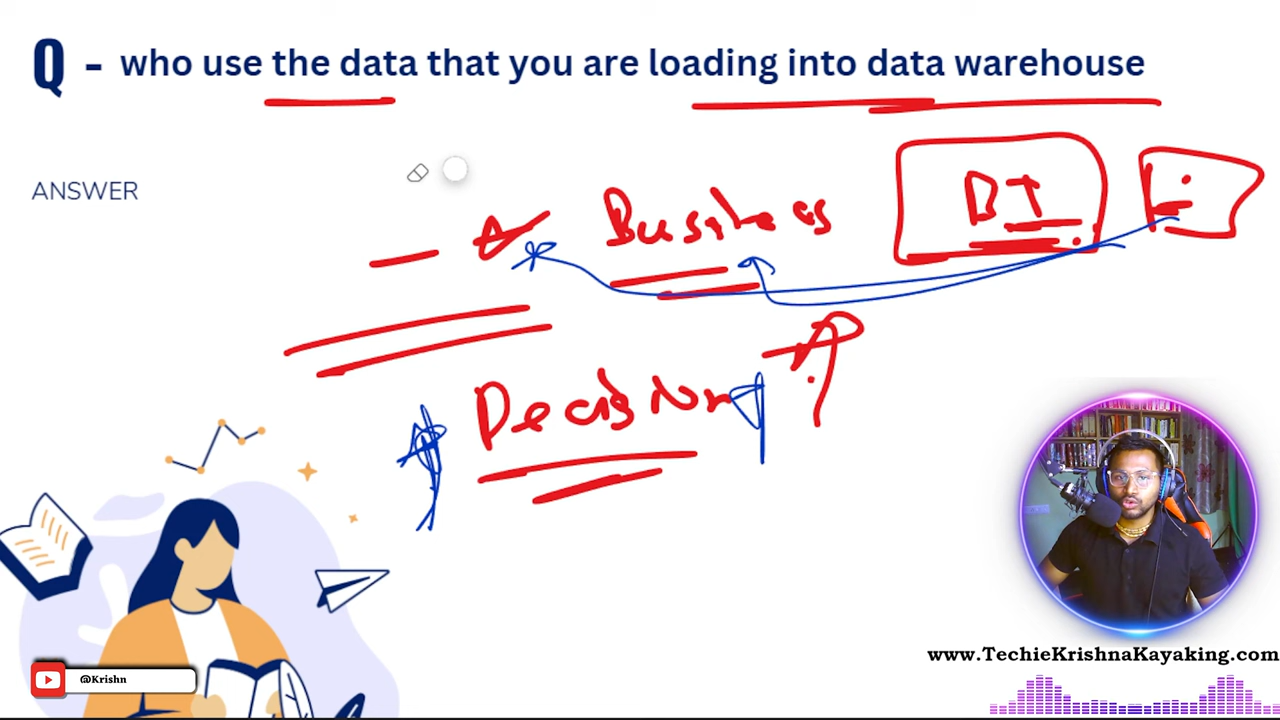 Q - who use the data that you are loading into data warehouse
ANSWER
Business
BI
Decision
?
@Krishn
www.TechieKrishnaKayaking.com